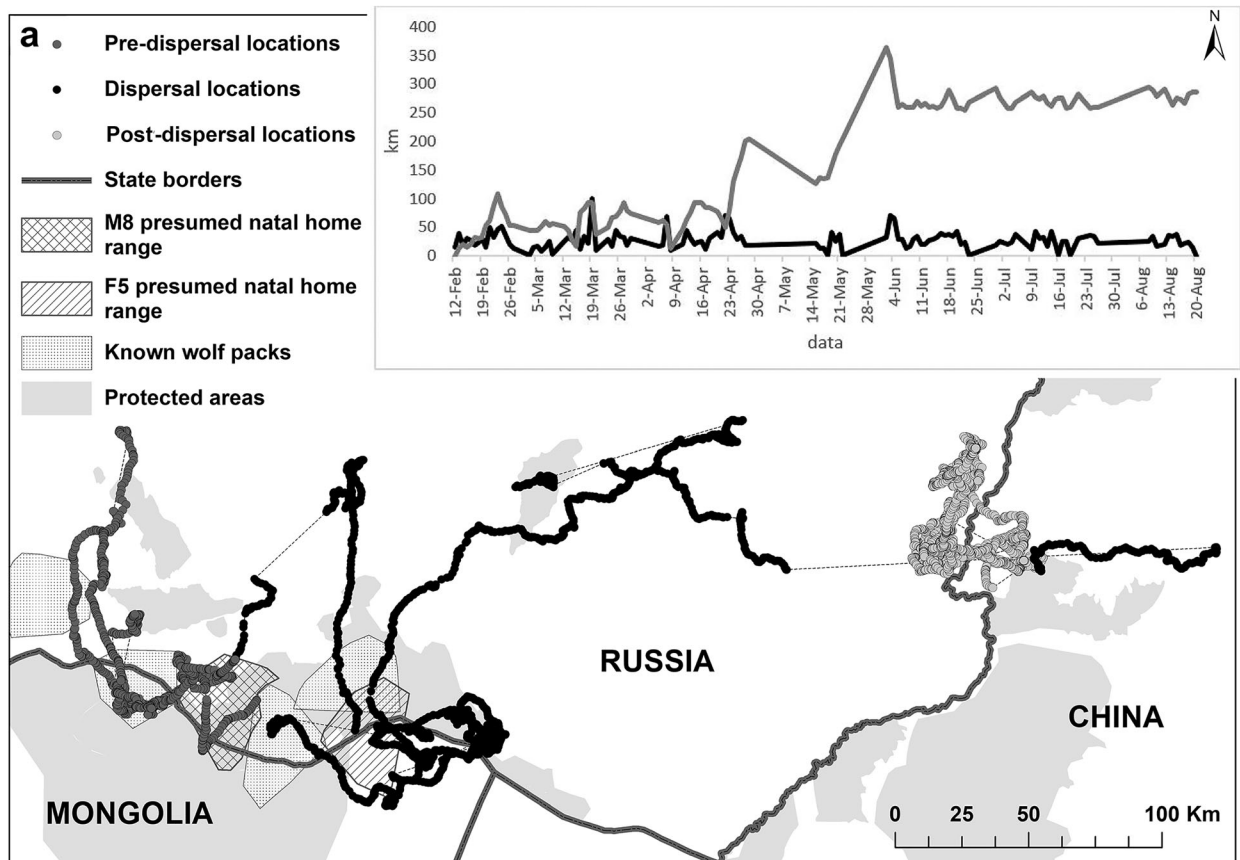 a
Pre-dispersal locations
Dispersal locations
Post-dispersal locations
State borders
M8 presumed natal home
range
F5 presumed natal home
range
Known wolf packs
Protected areas
N
400
350
300
250
200
150
100
50
0
km
12-Feb
19-Feb
26-Feb
5-Mar
12-Mar
19-Mar
26-Mar
2-Apr
9-Apr
16-Apr
23-Apr
30-Apr
7-May
14-May
21-May
28-May
4-Jun
11-Jun
18-Jun
25-Jun
2-Jul
9-Jul
16-Jul
23-Jul
30-Jul
6-Aug
13-Aug
20-Aug
data
RUSSIA
CHINA
MONGOLIA
0 25 50 100 Km